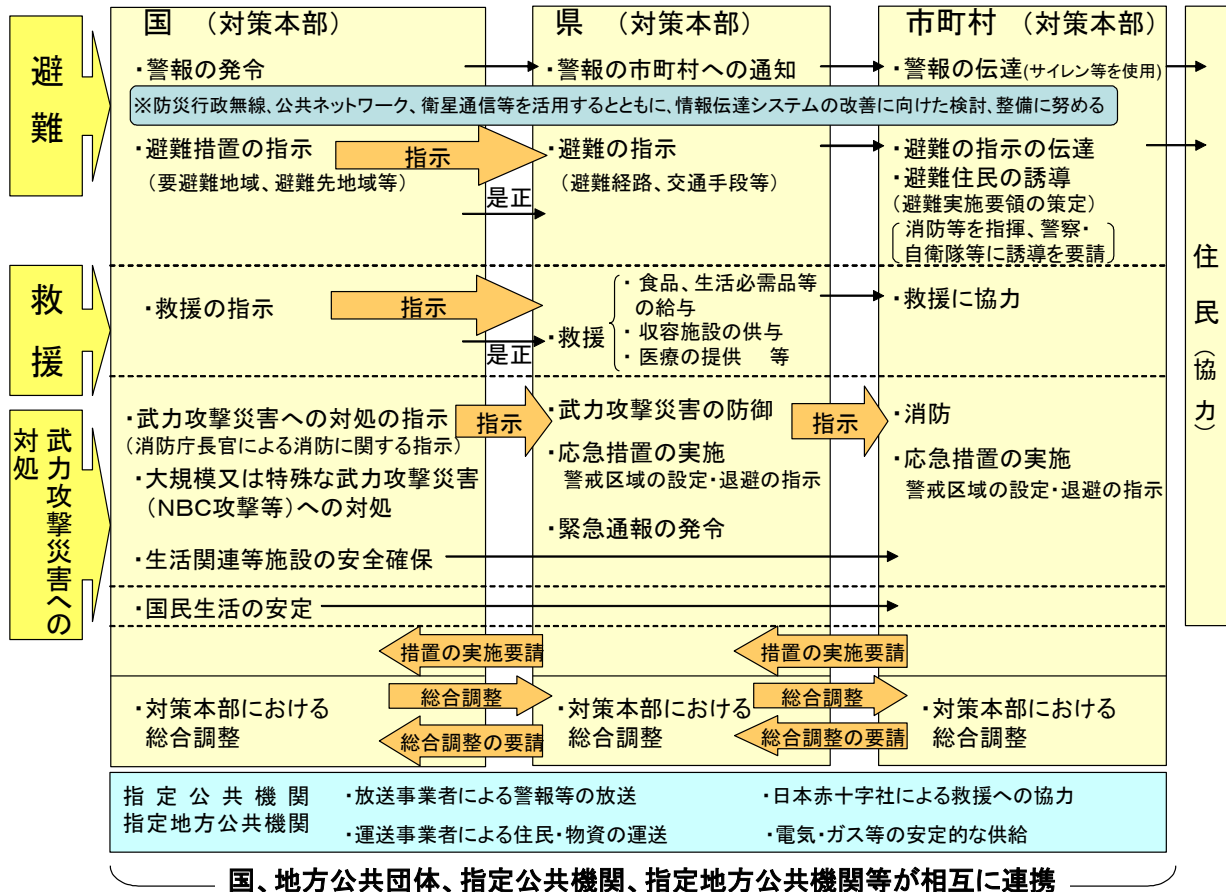 国 (対策本部)
県 (対策本部)
市町村 (対策本部)
避難
・警報の発令
・警報の市町村への通知
・警報の伝達(サイレン等を使用)
※防災行政無線、公共ネットワーク、衛星通信等を活用するとともに、情報伝達システムの改善に向けた検討、整備に努める
・避難措置の指示
(要避難地域、避難先地域等)
指示
是正
・避難の指示
(避難経路、交通手段等)
・避難の指示の伝達
・避難住民の誘導
(避難実施要領の策定)
消防等を指揮、警察・
自衛隊等に誘導を要請
救援
・救援の指示
指示
是正
・救援
・食品、生活必需品等
の給与
・収容施設の供与
・医療の提供 等
・救援に協力
武力攻撃災害への
対処
・武力攻撃災害への対処の指示
(消防庁長官による消防に関する指示)
・大規模又は特殊な武力攻撃災害
(NBC攻撃等)への対処
・生活関連等施設の安全確保
指示
・武力攻撃災害の防御
・応急措置の実施
警戒区域の設定・退避の指示
・緊急通報の発令
指示
・消防
・応急措置の実施
警戒区域の設定・退避の指示
・国民生活の安定
措置の実施要請
措置の実施要請
・対策本部における
総合調整
総合調整
総合調整の要請
・対策本部における
総合調整
総合調整
総合調整の要請
・対策本部における
総合調整
住民(協力)
指定公共機関
指定地方公共機関
・放送事業者による警報等の放送
・日本赤十字社による救援への協力
・運送事業者による住民・物資の運送
・電気・ガス等の安定的な供給
国、地方公共団体、指定公共機関、指定地方公共機関等が相互に連携